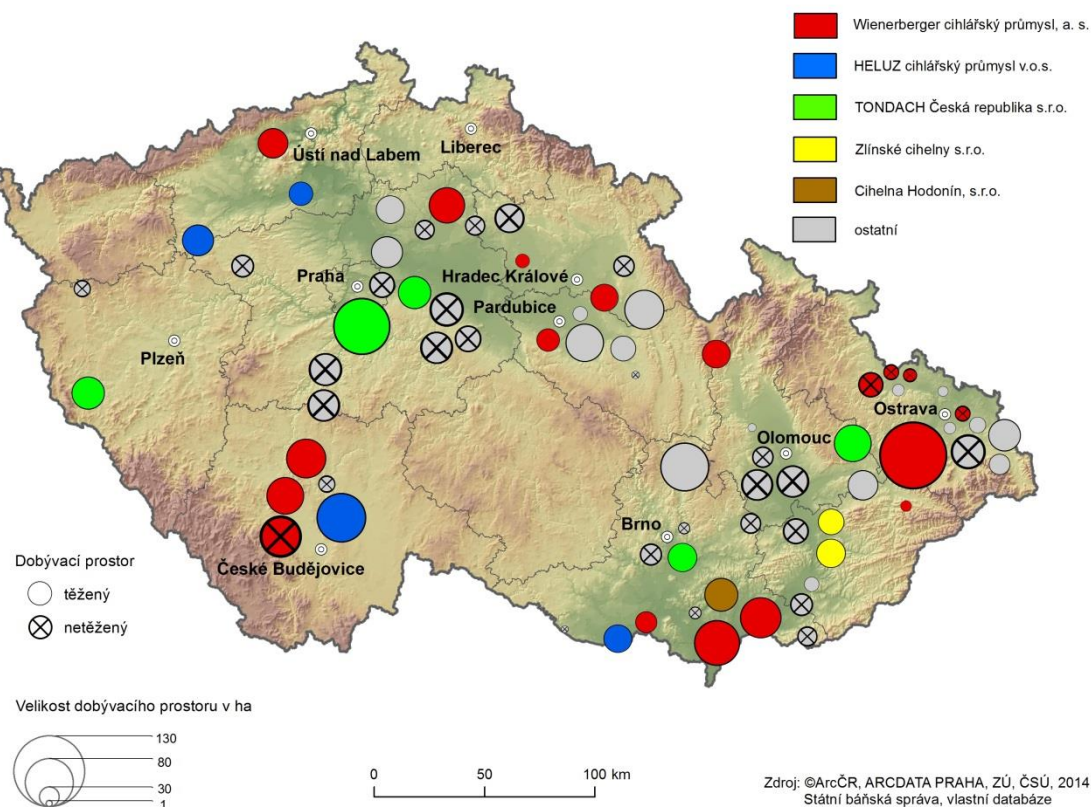 Wienerberger cihlářský průmysl, a. s.
HELUZ cihlářský průmysl v.o.s.
TONDACH Česká republika s.r.o.
Zlínské cihelny s.r.o.
Cihelna Hodonín, s.r.o.
ostatní
Ústí nad Labem
Liberec
Praha
Hradec Králové
Pardubice
Plzeň
Ostrava
Olomouc
Brno
České Budějovice
Dobývací prostor
těžený
netěžený
Velikost dobývacího prostoru v ha
130
80
30
1
0 50 100 km
Zdroj: ©ArcČR, ARCDATA PRAHA, ZÚ, ČSÚ, 2014
Státní báňská správa, vlastní databáze